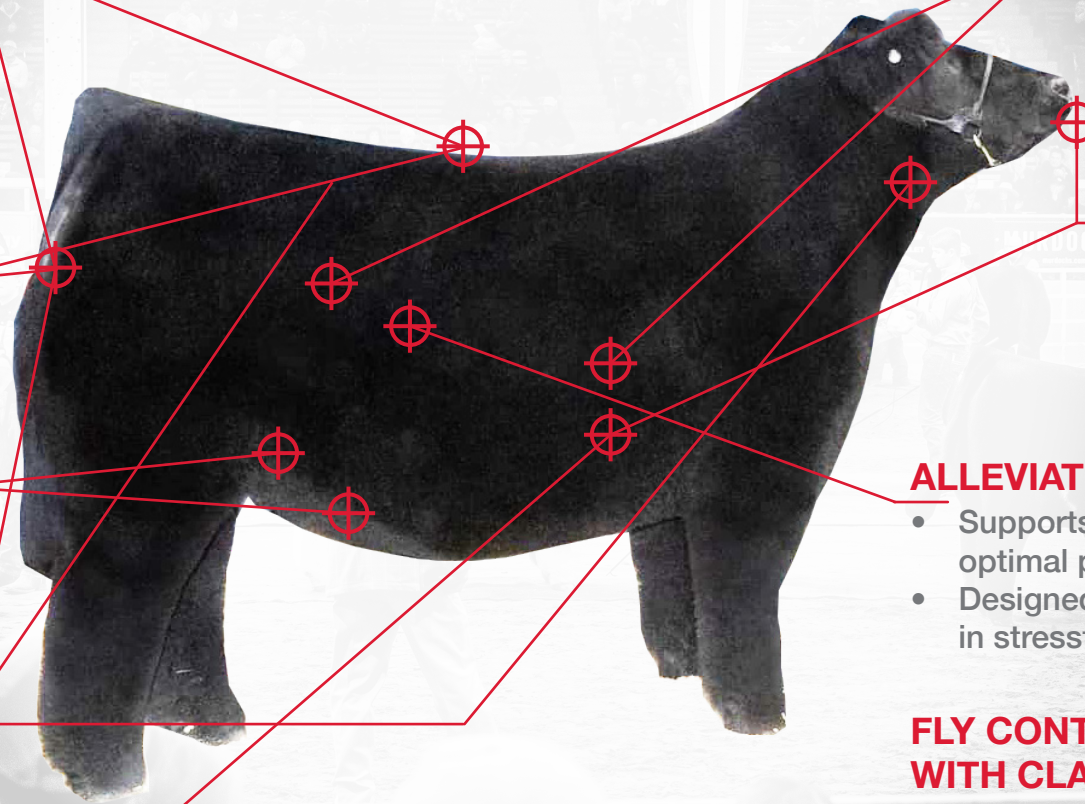 ALLEVIAT
• Supports
optimal p
• Designed
in stress
FLY CONT
WITH CLA